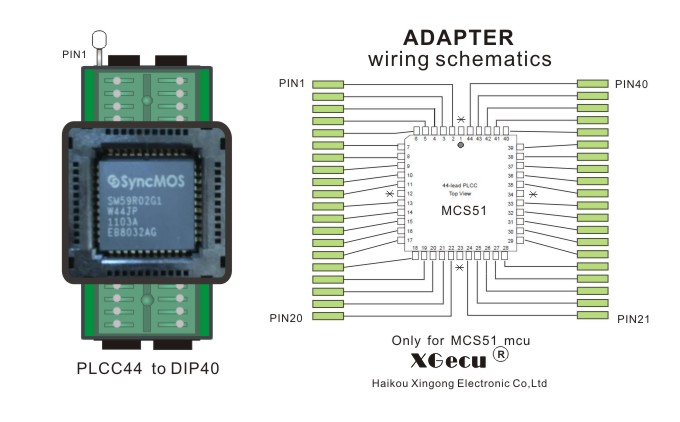 PIN1
SyncMOS
SM59R02G1
W44JP
1103A
EB8032AG
PLCC44 to DIP40
ADAPTER
wiring schematics
PIN1
PIN40
6 5 4 3 2 1 44 43 42 41 40
7
8
9
10
11
12
13
14
15
16
17
39
38
37
36
35
34
33
32
31
30
29
44-lead PLCC
Top View
MCS51
18 19 20 21 22 23 24 25 26 27 28
PIN20
PIN21
Only for MCS51 mcu
XGecu ®
Haikou Xingong Electronic Co,Ltd